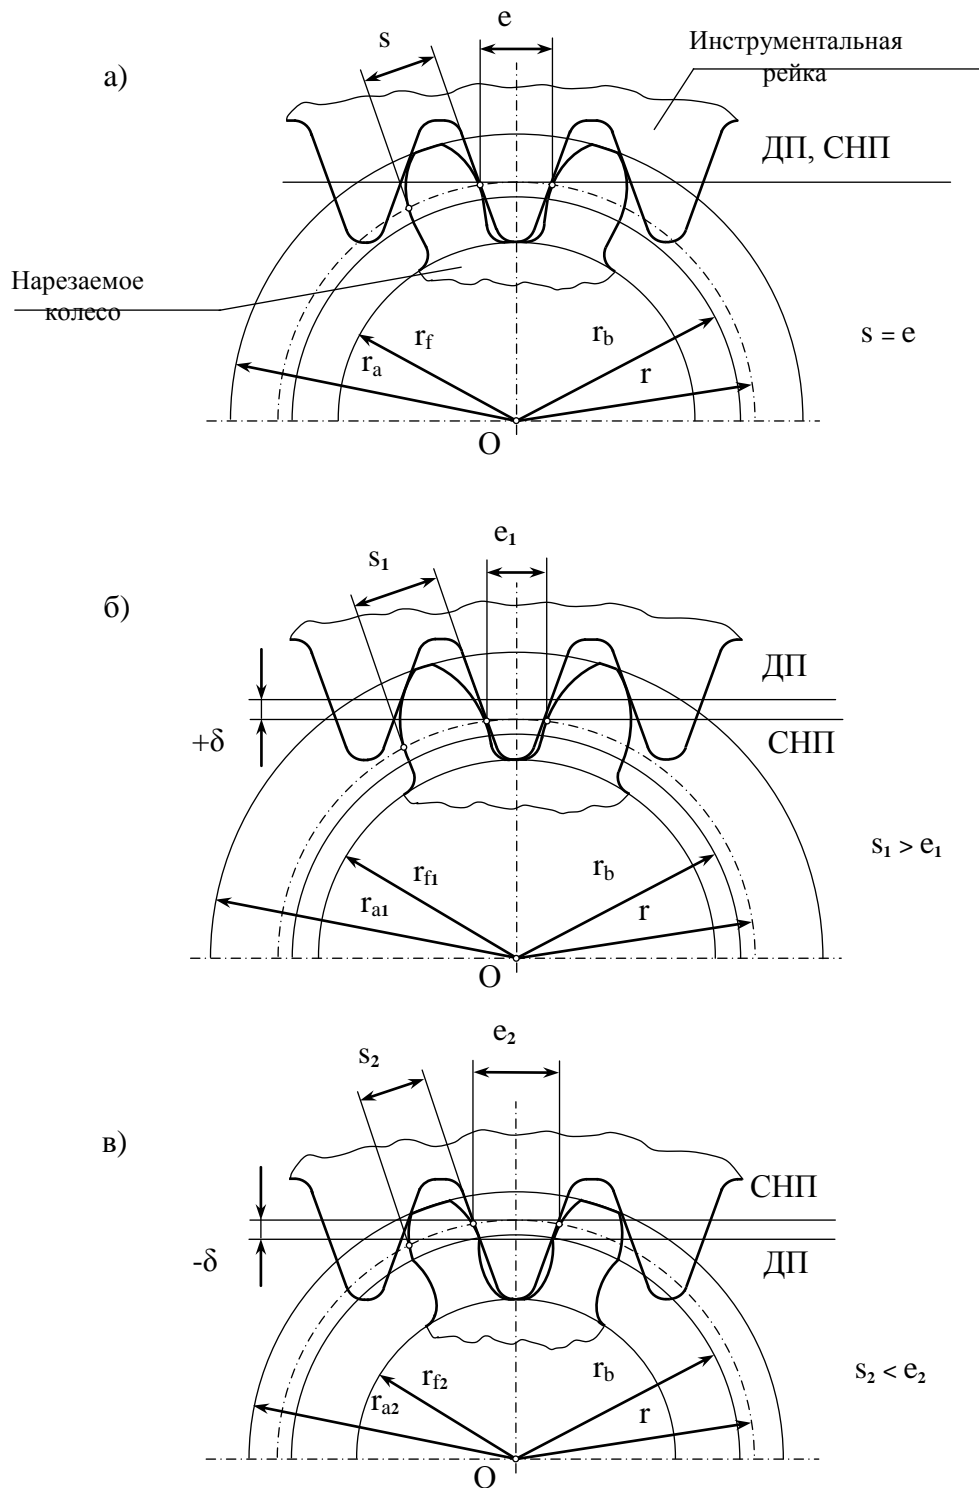 а)
s
e
Инструментальная
рейка
ДП, СНП
Нарезаемое
колесо
r_f
r_a
r_b
r
s = e
O
б)
s₁
e₁
ДП
+δ
СНП
r_f1
r_a1
r_b
r
s₁ > e₁
O
в)
s₂
e₂
СНП
-δ
ДП
r_f2
r_a2
r_b
r
s₂ < e₂
O